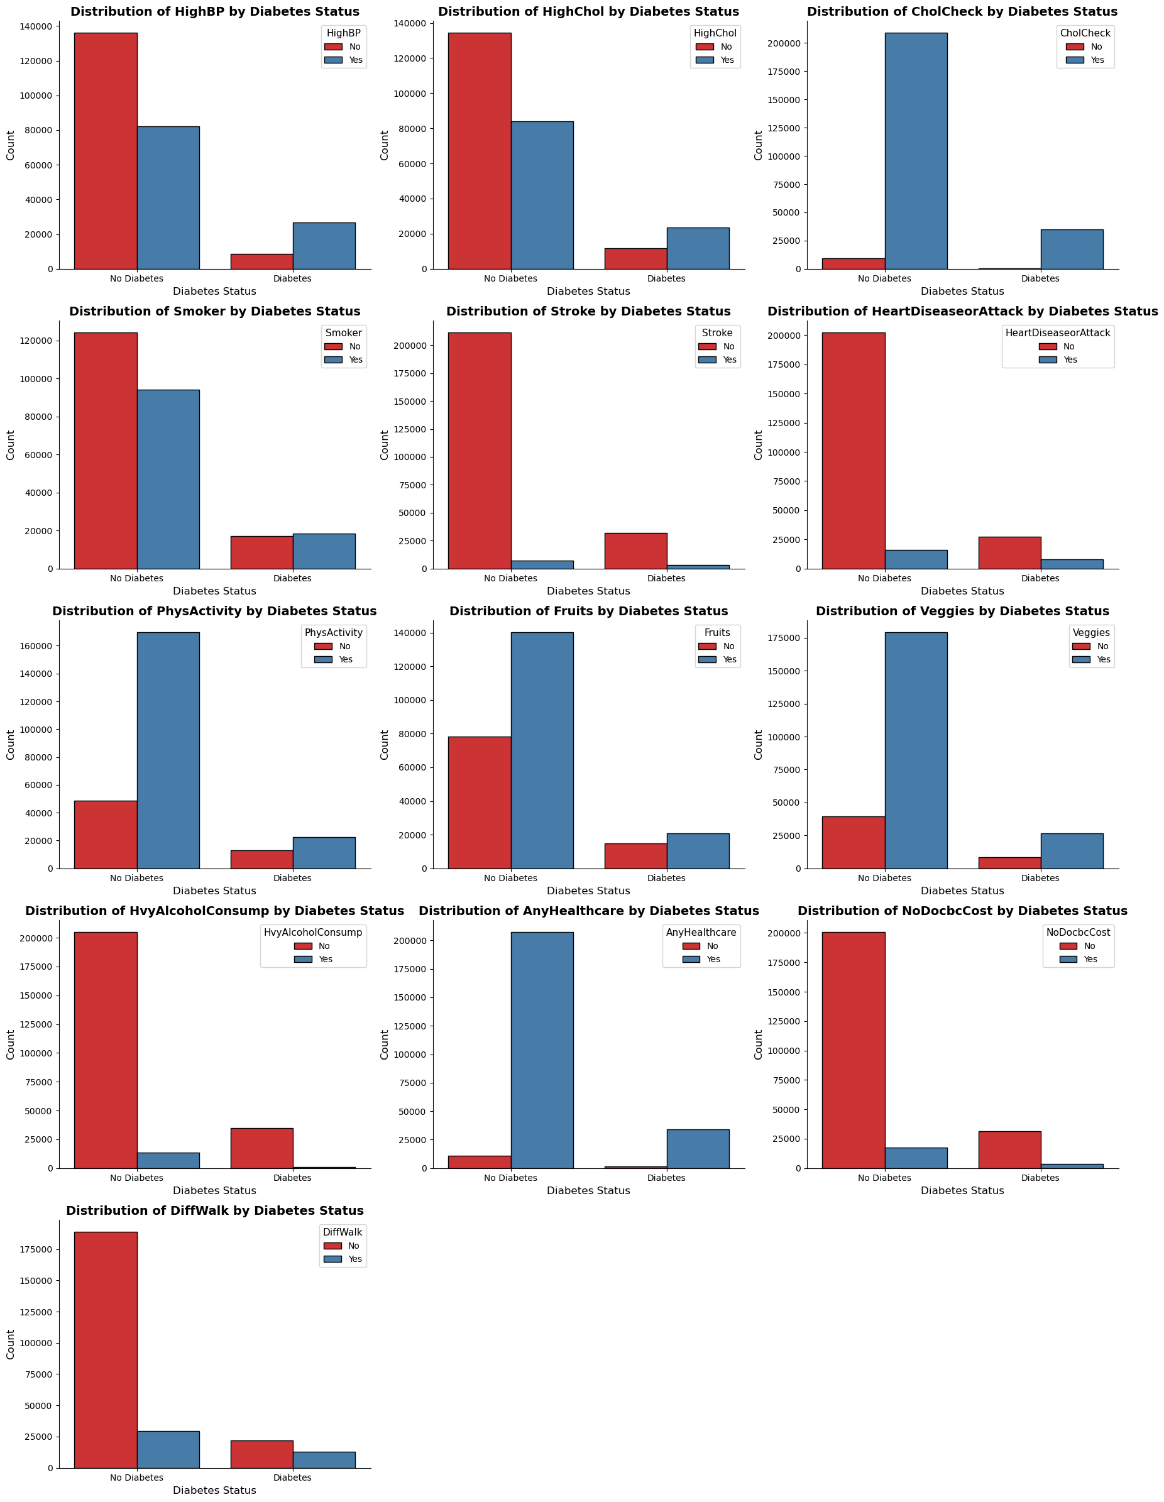 Distribution of HighBP by Diabetes Status
HighBP
No
Yes
140000
120000
100000
80000
60000
40000
20000
0
Count
No Diabetes
Diabetes
Diabetes Status
Distribution of HighChol by Diabetes Status
HighChol
No
Yes
140000
120000
100000
80000
60000
40000
20000
0
Count
No Diabetes
Diabetes
Diabetes Status
Distribution of CholCheck by Diabetes Status
CholCheck
No
Yes
200000
175000
150000
125000
100000
75000
50000
25000
0
Count
No Diabetes
Diabetes
Diabetes Status
Distribution of Smoker by Diabetes Status
Smoker
No
Yes
120000
100000
80000
60000
40000
20000
0
Count
No Diabetes
Diabetes
Diabetes Status
Distribution of Stroke by Diabetes Status
Stroke
No
Yes
200000
175000
150000
125000
100000
75000
50000
25000
0
Count
No Diabetes
Diabetes
Diabetes Status
Distribution of HeartDiseaseorAttack by Diabetes Status
HeartDiseaseorAttack
No
Yes
200000
175000
150000
125000
100000
75000
50000
25000
0
Count
No Diabetes
Diabetes
Diabetes Status
Distribution of PhysActivity by Diabetes Status
PhysActivity
No
Yes
160000
140000
120000
100000
80000
60000
40000
20000
0
Count
No Diabetes
Diabetes
Diabetes Status
Distribution of Fruits by Diabetes Status
Fruits
No
Yes
140000
120000
100000
80000
60000
40000
20000
0
Count
No Diabetes
Diabetes
Diabetes Status
Distribution of Veggies by Diabetes Status
Veggies
No
Yes
175000
150000
125000
100000
75000
50000
25000
0
Count
No Diabetes
Diabetes
Diabetes Status
Distribution of HvyAlcoholConsump by Diabetes Status
HvyAlcoholConsump
No
Yes
200000
175000
150000
125000
100000
75000
50000
25000
0
Count
No Diabetes
Diabetes
Diabetes Status
Distribution of AnyHealthcare by Diabetes Status
AnyHealthcare
No
Yes
200000
175000
150000
125000
100000
75000
50000
25000
0
Count
No Diabetes
Diabetes
Diabetes Status
Distribution of NoDocbcCost by Diabetes Status
NoDocbcCost
No
Yes
200000
175000
150000
125000
100000
75000
50000
25000
0
Count
No Diabetes
Diabetes
Diabetes Status
Distribution of DiffWalk by Diabetes Status
DiffWalk
No
Yes
175000
150000
125000
100000
75000
50000
25000
0
Count
No Diabetes
Diabetes
Diabetes Status